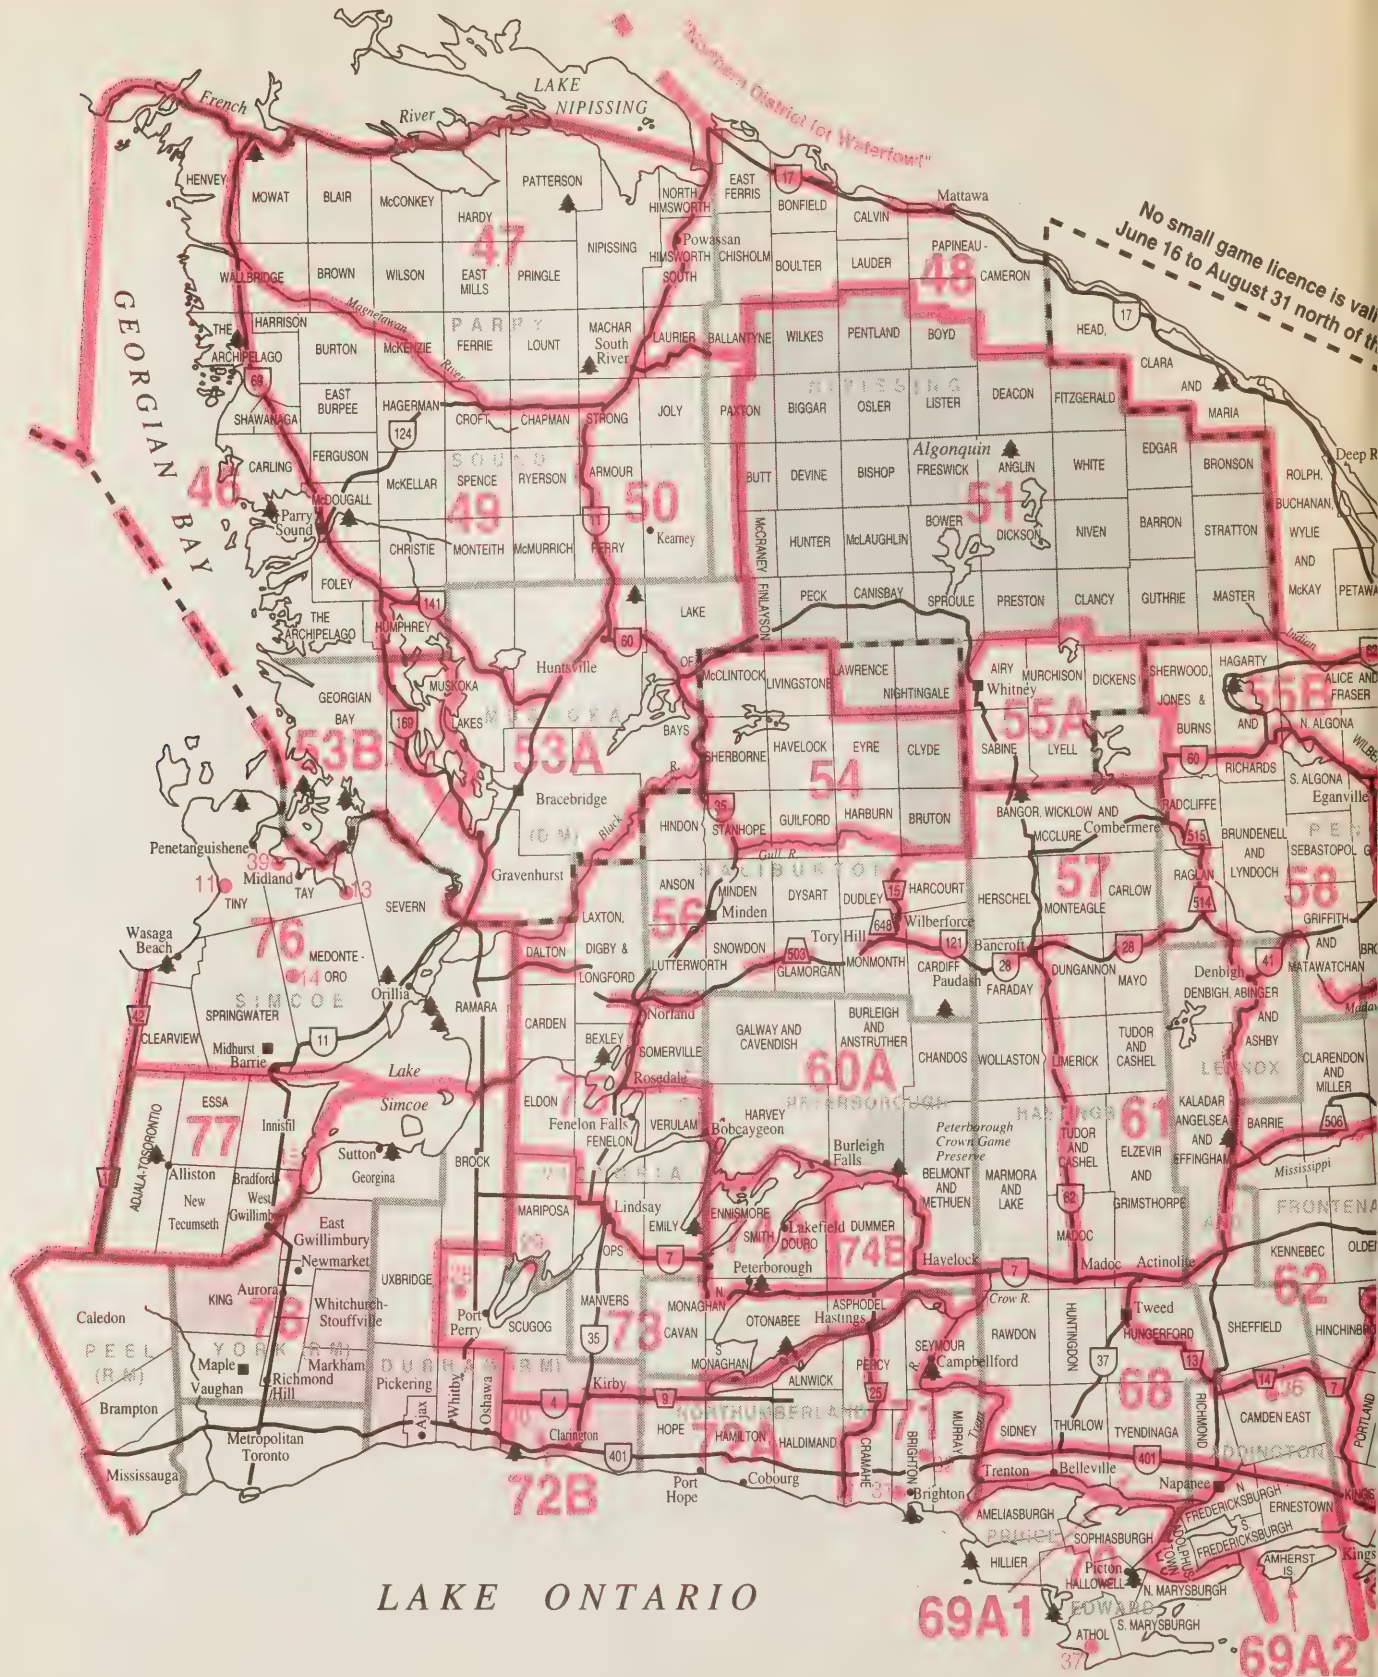 "Northern District for Waterfowl"
LAKE
NIPISSING
French
River
Mattawa
No small game licence is
June 16 to August 31 north of
HENVEY
MOWAT
BLAIR
McCONKEY
HARDY
PATTERSON
NORTH
HIMSWORTH
EAST
FERRIS
17
BONFIELD
CALVIN
PAPINEAU -
CAMERON
47
NIPISSING
Powassan
HIMSWORTH
SOUTH
CHISHOLM
BOULTER
LAUDER
48
WALLBRIDGE
BROWN
WILSON
EAST
MILLS
PRINGLE
17
GEORGIAN BAY
Magnetawan
River
THE
ARCHIPELAGO
HARRISON
BURTON
McKENZIE
PARRY
FERRIE
LOUNT
MACHAR
South
River
LAURIER
BALLANTYNE
WILKES
PENTLAND
BOYD
HEAD,
CLARA
AND
MARIA
69
SHAWANAGA
EAST
BURPEE
HAGERMAN
CROFT
CHAPMAN
STRONG
JOLY
PAXTON
NIPISSING
BIGGAR
OSLER
LISTER
DEACON
FITZGERALD
124
46
CARLING
FERGUSON
McKELLAR
SOUND
SPENCE
RYERSON
ARMOUR
50
BUTT
DEVINE
BISHOP
Algonquin
FRESWICK
ANGLIN
WHITE
EDGAR
BRONSON
ROLPH,
BUCHANAN,
WYLIE
AND
McKAY
Deep
Parry
Sound
McDOUGALL
49
11
51
CHRISTIE
MONTEITH
McMURRICH
PERRY
Kearney
McCRANEY
HUNTER
McLAUGHLIN
BOWER
DICKSON
NIVEN
BARRON
STRATTON
FOLEY
THE
ARCHIPELAGO
HUMPHREY
141
LAKE
OF
BAYS
FINLAYSON
PECK
CANISBAY
SPROULE
PRESTON
CLANCY
GUTHRIE
MASTER
Indian
60
Huntsville
GEORGIAN
BAY
MUSKOKA
LAKES
169
53B
MUSKOKA
53A
(D M)
McCLINTOCK
LIVINGSTONE
LAWRENCE
NIGHTINGALE
AIRY
MURCHISON
DICKENS
Whitney
55A
SABINE
LYELL
SHERWOOD,
JONES &
BURNS
HAGARTY
AND
RICHARDS
55B
ALICE AND
FRASER
N. ALGONA
S. ALGONA
Eganville
60
SHERBORNE
HAVELOCK
EYRE
CLYDE
54
Bracebridge
Black
R.
HINDON
35
STANHOPE
GUILFORD
HARBURN
BRUTON
Gull R.
BANGOR, WICKLOW AND
McCLURE
Combermere
RADCLIFFE
515
BRUDENELL
AND
LYNDOCH
SEBASTOPOL
58
Penetanguishene
39
Midland
TAY
13
11
TINY
Gravenhurst
SEVERN
HALIBURTON
ANSON
56
MINDEN
Minden
DYSART
DUDLEY
15
HARCOURT
648
Wilberforce
HERSCHEL
57
MONTEAGLE
CARLOW
RAGLAN
514
GRIFFITH
AND
MATAWATCHAN
Wasaga
Beach
76
MEDONTE -
ORO
14
SIMCOE
LAXTON,
DIGBY &
LONGFORD
DALTON
LUTTERWORTH
SNOWDON
503
GLAMORGAN
Tory Hill
MONMOUTH
121
CARDIFF
Paudash
28
Bancroft
FARADAY
DUNGANNON
28
MAYO
Denbigh
41
DENBIGH, ABINGER
AND
ASHBY
42
SPRINGWATER
Orillia
RAMARA
CLEARVIEW
Midhurst
Barrie
11
CARDEN
Norland
BEXLEY
SOMERVILLE
Rosedale
GALWAY AND
CAVENDISH
BURLEIGH
AND
ANSTRUTHER
CHANDOS
WOLLASTON
LIMERICK
TUDOR
AND
CASHEL
LENNOX
CLARENDON
AND
MILLER
Lake
Simcoe
60A
PETERBOROUGH
ADJALA-TOSORONTIO
ESSA
77
Innisfil
ELDON
Fenelon Falls
FENELON
VERULAM
HARVEY
Bobcaygeon
Burleigh
Falls
Peterborough
Crown Game
Preserve
BELMONT
AND
METHUEN
HASTINGS
TUDOR
AND
CASHEL
61
ELZEVIR
AND
GRIMSTHORPE
KALADAR
ANGELSEA
AND
EFFINGHAM
BARRIE
506
Mississippi
Sutton
Georgina
BROCK
Alliston
New
Tecumseth
Bradford
West
Gwillimbury
VICTORIA
MARMORA
AND
LAKE
62
MADOC
AND
MARIPOSA
Lindsay
EMILY
ENNISMORE
SMITH
Lakefield
DOURO
DUMMER
74B
East
Gwillimbury
Newmarket
OPS
7
Peterborough
Havelock
7
Madoc
Actinolite
KENNEBEC
62
KING
Aurora
78
Whitchurch-
Stouffville
UXBRIDGE
Port
Perry
SCUGOG
MANVERS
35
73
N.
MONAGHAN
CAVAN
S
MONAGHAN
OTONABEE
ASPHODEL
Hastings
Crow R.
Tweed
HUNGERFORD
SHEFFIELD
Caledon
PEEL
(R M)
YORK (R M)
Maple
Vaughan
Richmond
Hill
Markham
DURHAM (R M)
Pickering
Brampton
Ajax
Whitby
Oshawa
4
Kirby
9
ALNWICK
PERCY
25
SEYMOUR
Campbellford
RAWDON
HUNTINGDON
37
68
13
14
7
NORTHUMBERLAND
HOPE
HAMILTON
HALDIMAND
CRAMAHE
BRIGHTON
MURRAY
Trent
SIDNEY
THURLOW
TYENDINAGA
RICHMOND
CAMDEN EAST
ADDINGTON
PORTLAND
Metropolitan
Toronto
Clarington
401
72B
Port
Hope
Cobourg
Brighton
Trenton
Belleville
401
Napanee
Mississauga
AMELIASBURGH
PRINCE
SOPHIASBURGH
N
FREDERICKSBURGH
ERNESTOWN
S.
FREDERICKSBURGH
ADOLPHUSTOWN
AMHERST
IS.
HILLIER
Picton
HALLOWELL
N. MARYSBURGH
EDWARD
S. MARYSBURGH
ATHOL
37
LAKE ONTARIO
69A1
69A2